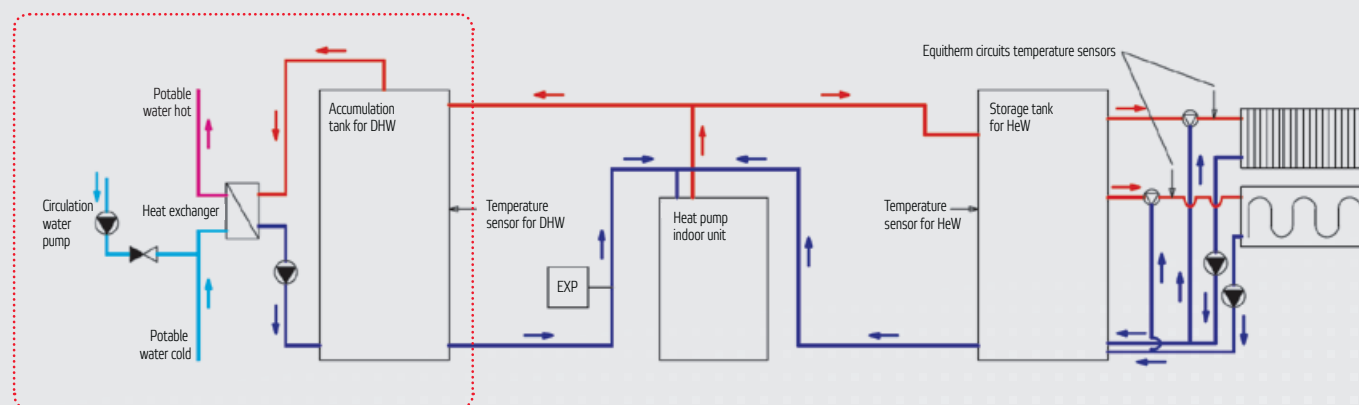 Equitherm circuits temperature sensors
Potable
water hot
Accumulation
tank for DHW
Storage tank
for HeW
Circulation
water
pump
Heat exchanger
Temperature
sensor for DHW
Heat pump
indoor unit
Temperature
sensor for HeW
EXP
Potable
water cold